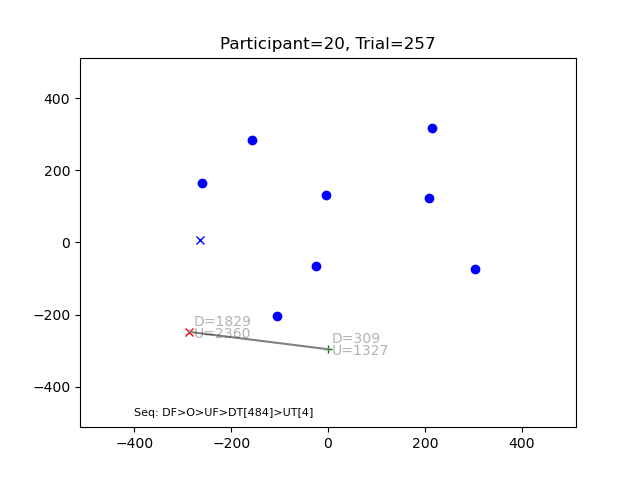 Participant=20, Trial=257
400
200
0
−200
−400
D=1829
U=2360
D=309
U=1327
Seq: DF>O>UF>DT[484]>UT[4]
−400
−200
0
200
400